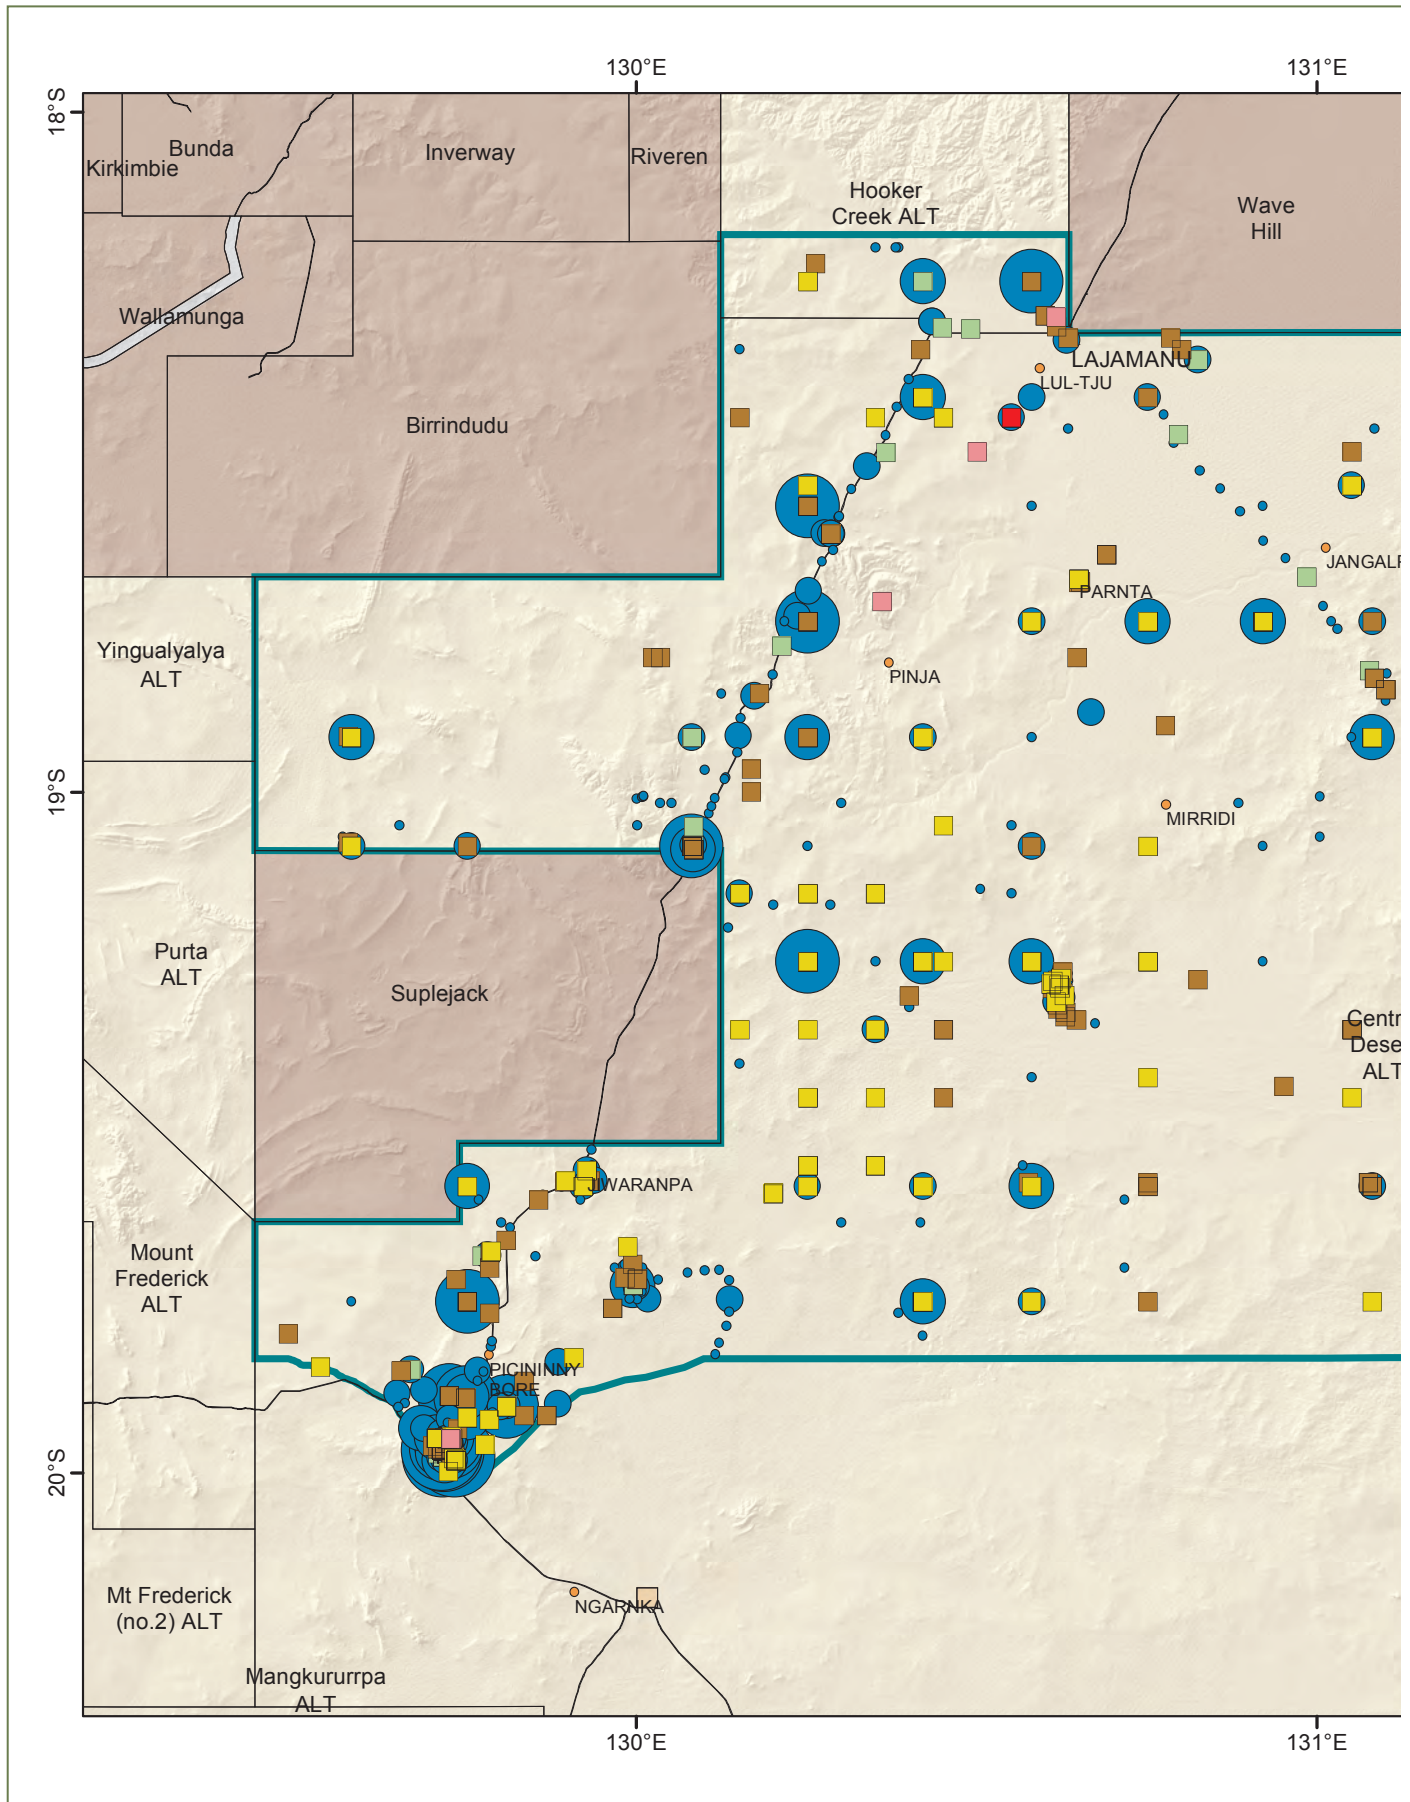 130°E
131°E
18°S
Bunda
Kirkimbie
Inverway
Riveren
Hooker
Creek ALT
Wave
Hill
Wallamunga
LAJAMANU
LUL-TJU
Birrindudu
JANGALP
PARNTA
Yingualyalya
ALT
PINJA
19°S
MIRRIDI
Purta
ALT
Suplejack
Centr
Dese
ALT
JIWARANPA
Mount
Frederick
ALT
PICININNY
BORE
20°S
Mt Frederick
(no.2) ALT
NGARNKA
Mangkururrpa
ALT
130°E
131°E